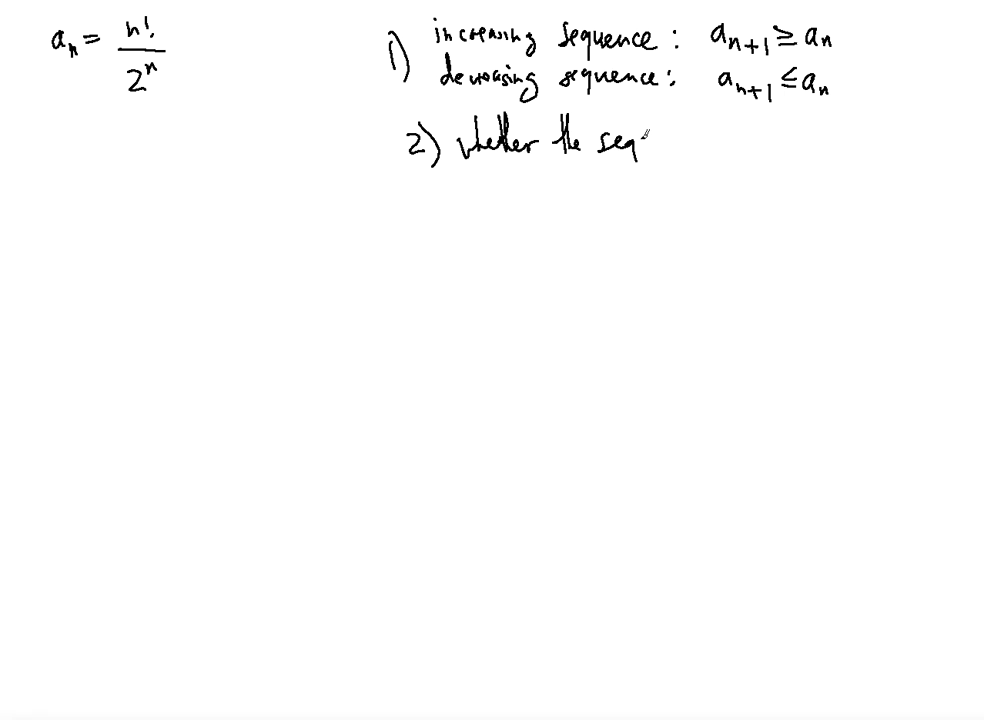 aₙ = n! / 2ⁿ
1) increasing sequence : aₙ₊₁ ≥ aₙ
decreasing sequence : aₙ₊₁ ≤ aₙ
2) whether the seq